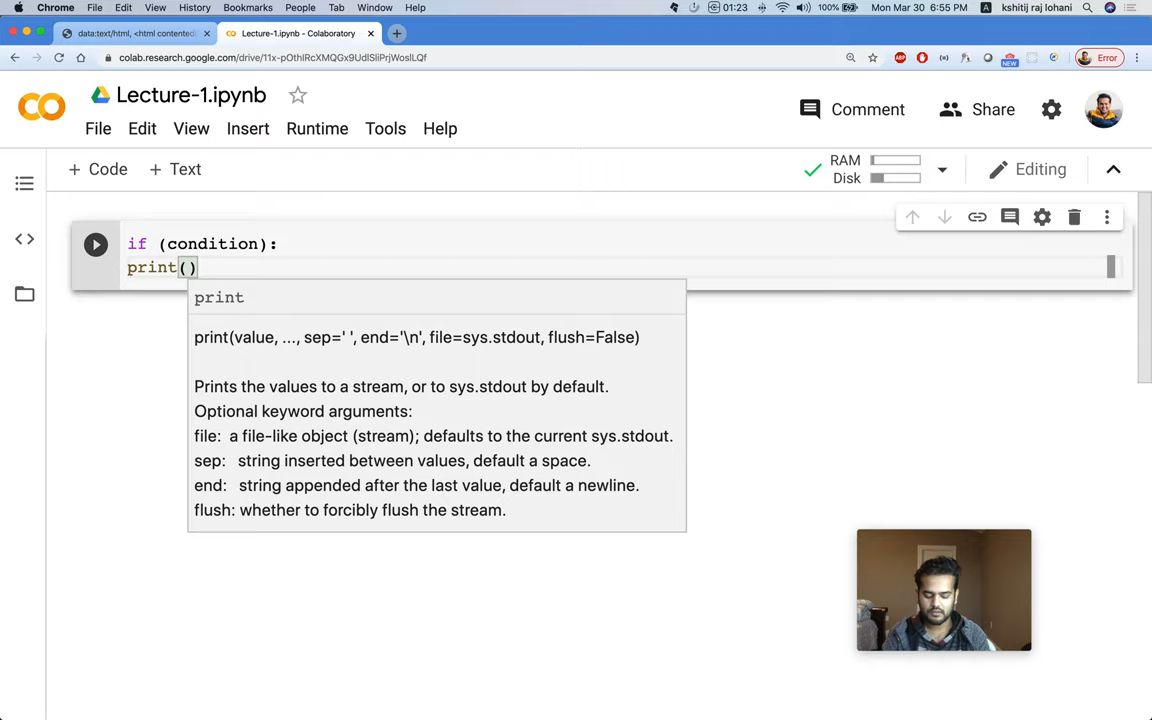 Chrome File Edit View History Bookmarks People Tab Window Help 01:23 100% Mon Mar 30 6:55 PM A kshitij raj lohani
data:text/html, <html contented Lecture-1.ipynb - Colaboratory
colab.research.google.com/drive/11x-pOthlRcXMQGx9UdlSliPrjWoslLQf ABP NEW Error
Lecture-1.ipynb
Comment Share
File Edit View Insert Runtime Tools Help
+ Code + Text RAM Disk Editing
if (condition):
print()
print
print(value, ..., sep=' ', end='\n', file=sys.stdout, flush=False)
Prints the values to a stream, or to sys.stdout by default.
Optional keyword arguments:
file: a file-like object (stream); defaults to the current sys.stdout.
sep: string inserted between values, default a space.
end: string appended after the last value, default a newline.
flush: whether to forcibly flush the stream.